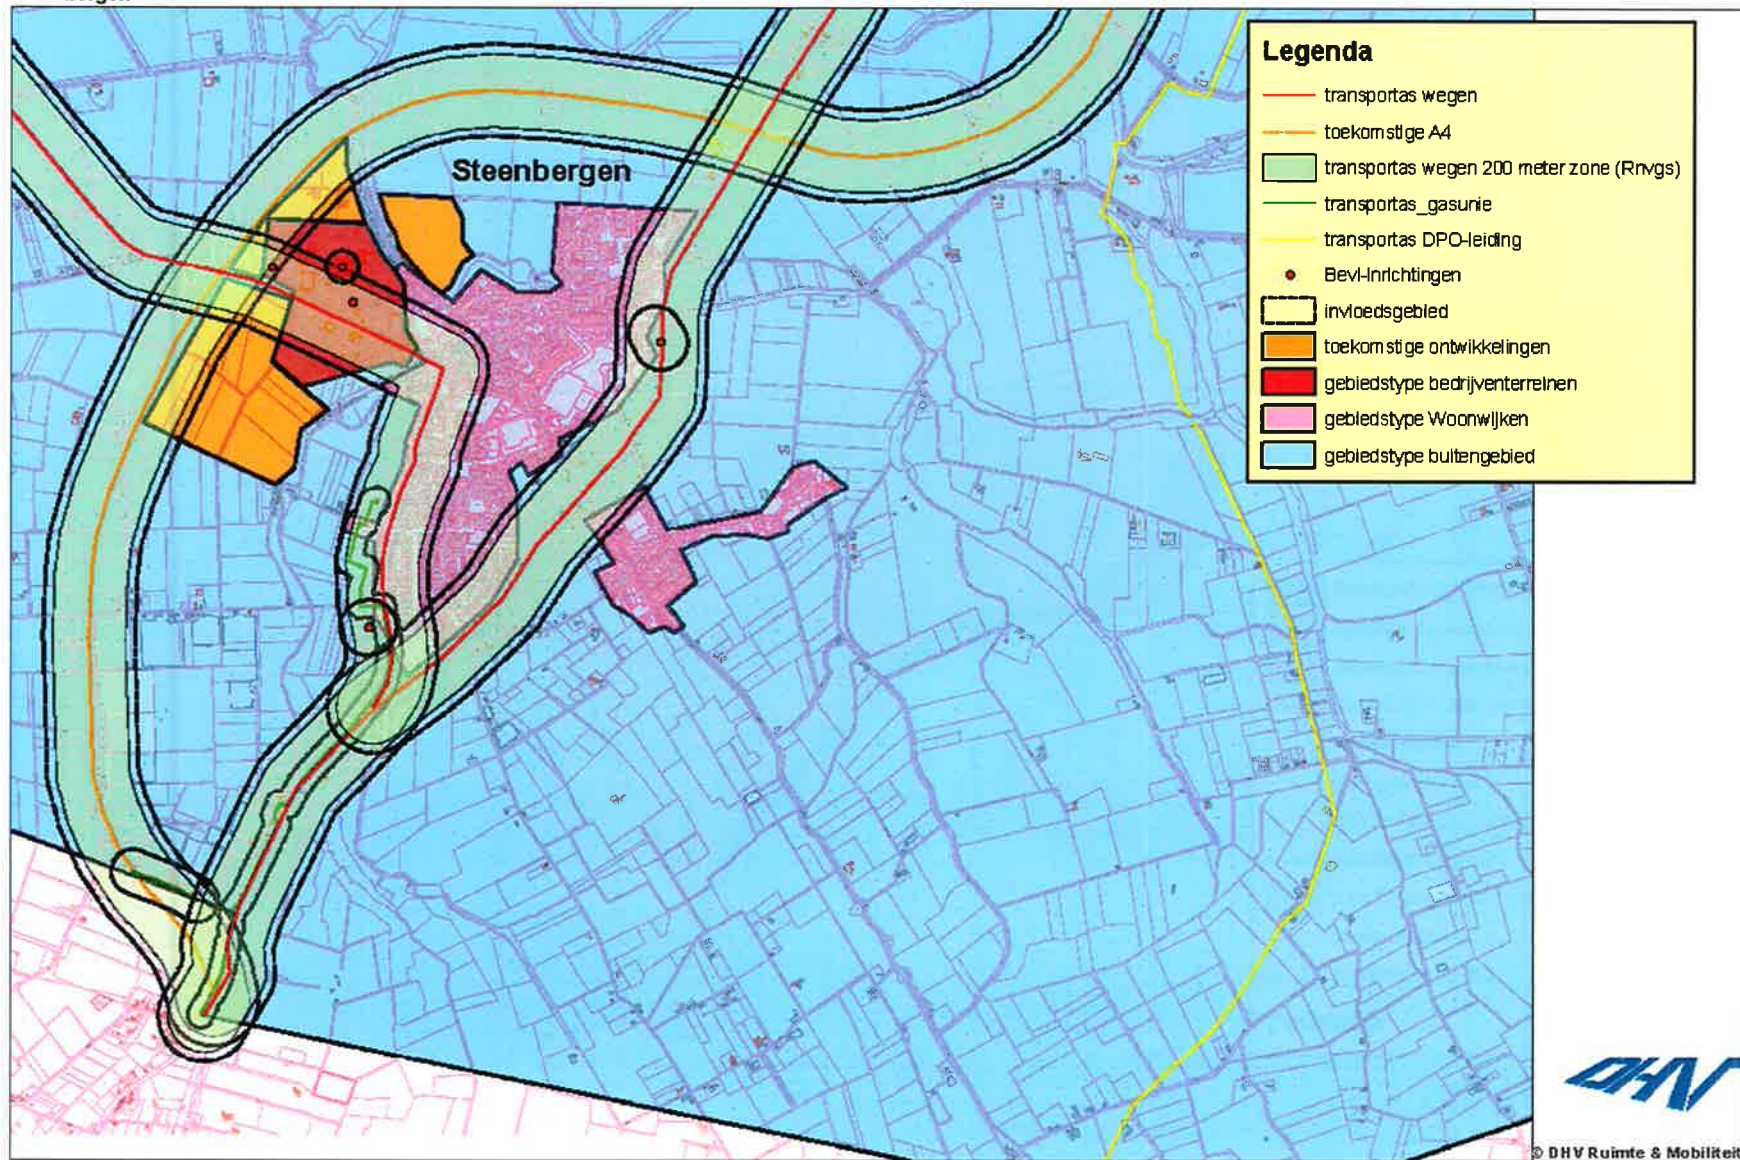 Steenbergen
Legenda
transportas wegen
toekomstige A4
transportas wegen 200 meter zone (Rnvgs)
transportas_gasunie
transportas DPO-leiding
Bevi-Inrichtingen
invloedsgebied
toekomstige ontwikkelingen
gebiedstype bedrijventerreinen
gebiedstype Woonwijken
gebiedstype buitengebied
DHV
© DHV Ruimte & Mobiliteit